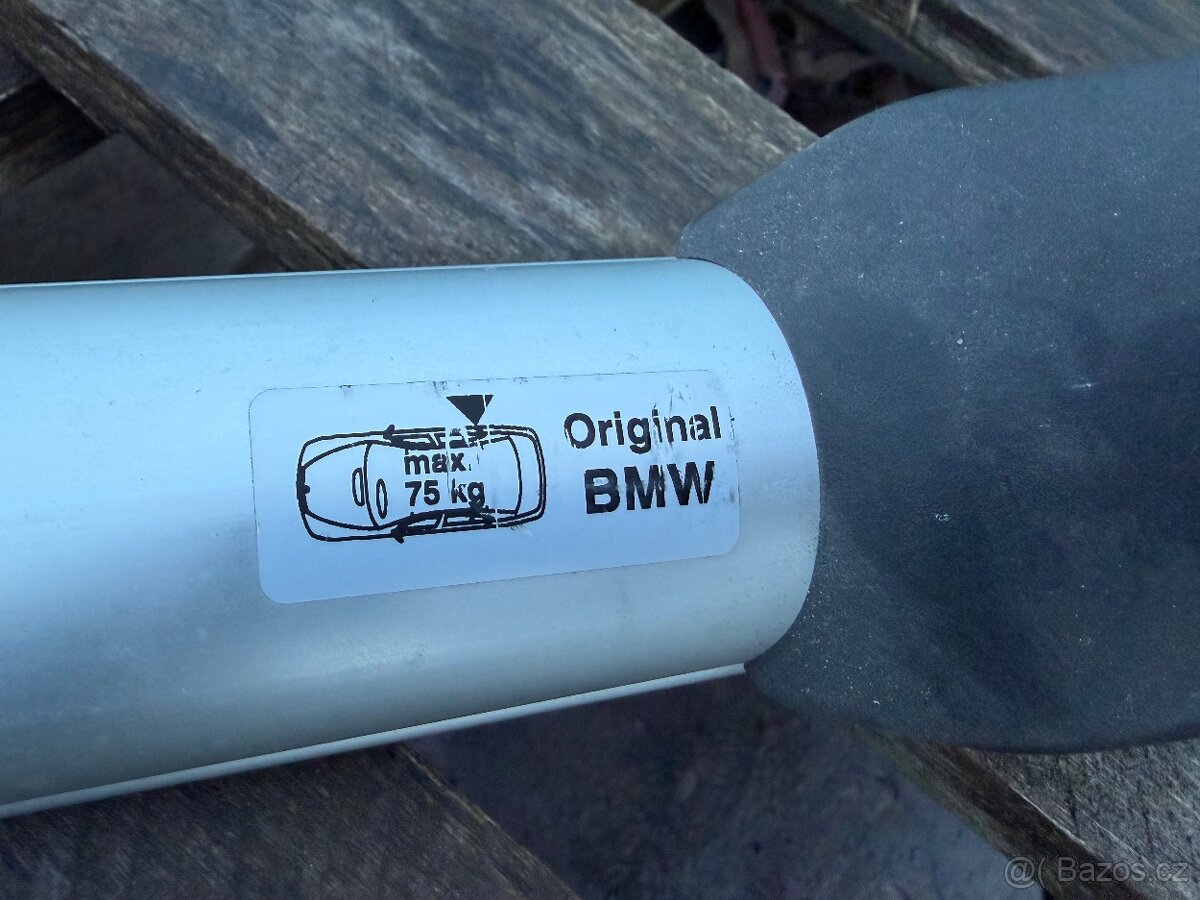 max.
75 kg
Original
BMW
@( Bazos.cz